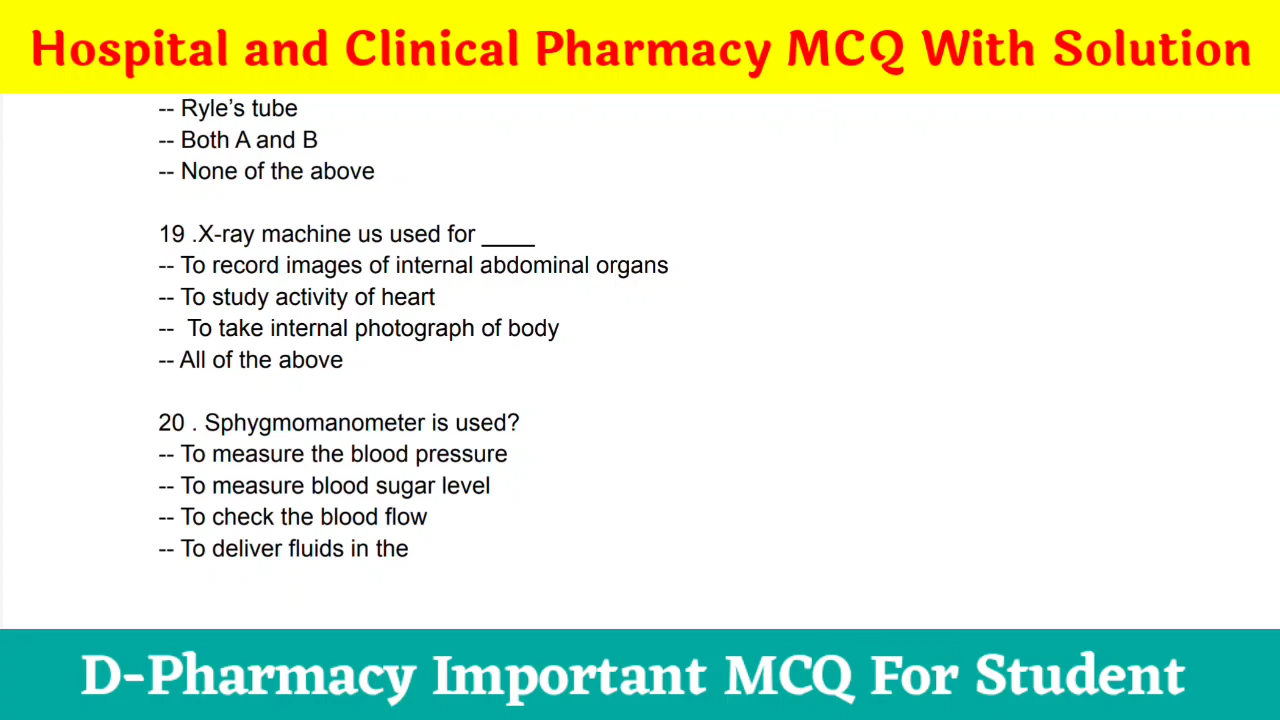 Hospital and Clinical Pharmacy MCQ With Solution
-- Ryle’s tube
-- Both A and B
-- None of the above
19 .X-ray machine us used for ____
-- To record images of internal abdominal organs
-- To study activity of heart
-- To take internal photograph of body
-- All of the above
20 . Sphygmomanometer is used?
-- To measure the blood pressure
-- To measure blood sugar level
-- To check the blood flow
-- To deliver fluids in the
D-Pharmacy Important MCQ For Student